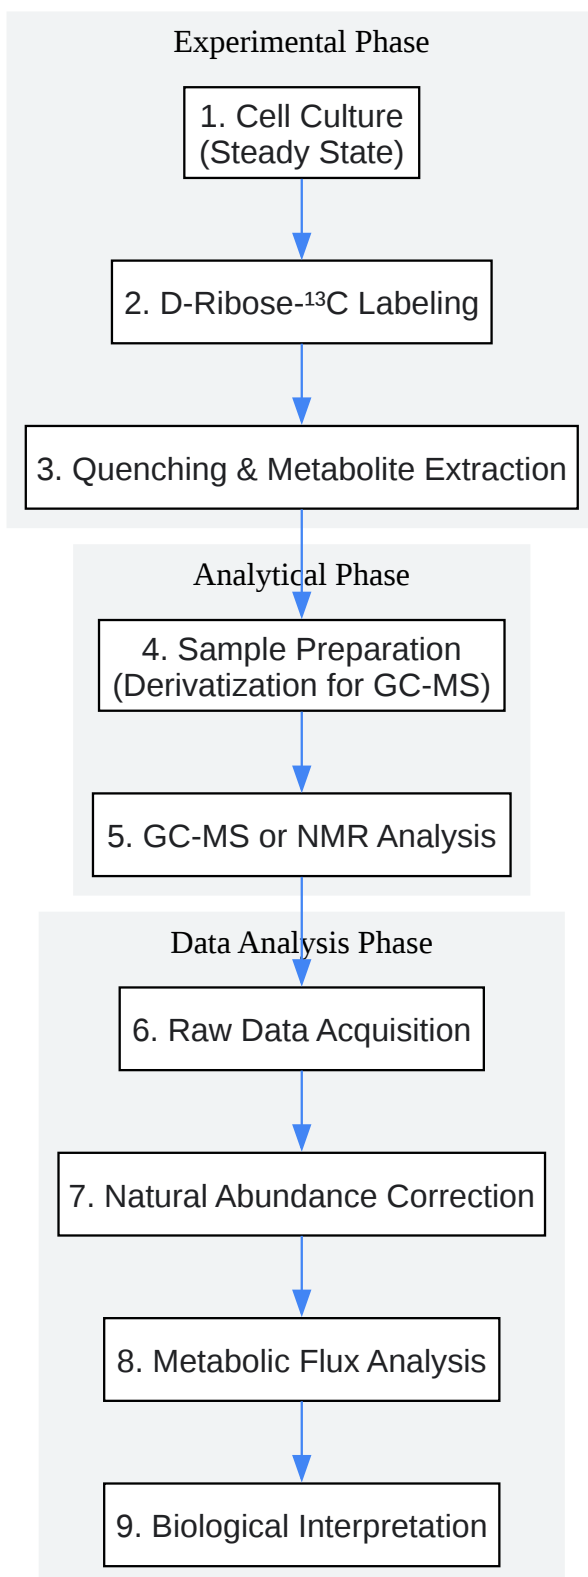 Experimental Phase
1. Cell Culture
(Steady State)
2. D-Ribose-¹³C Labeling
3. Quenching & Metabolite Extraction
Analytical Phase
4. Sample Preparation
(Derivatization for GC-MS)
5. GC-MS or NMR Analysis
Data Analysis Phase
6. Raw Data Acquisition
7. Natural Abundance Correction
8. Metabolic Flux Analysis
9. Biological Interpretation